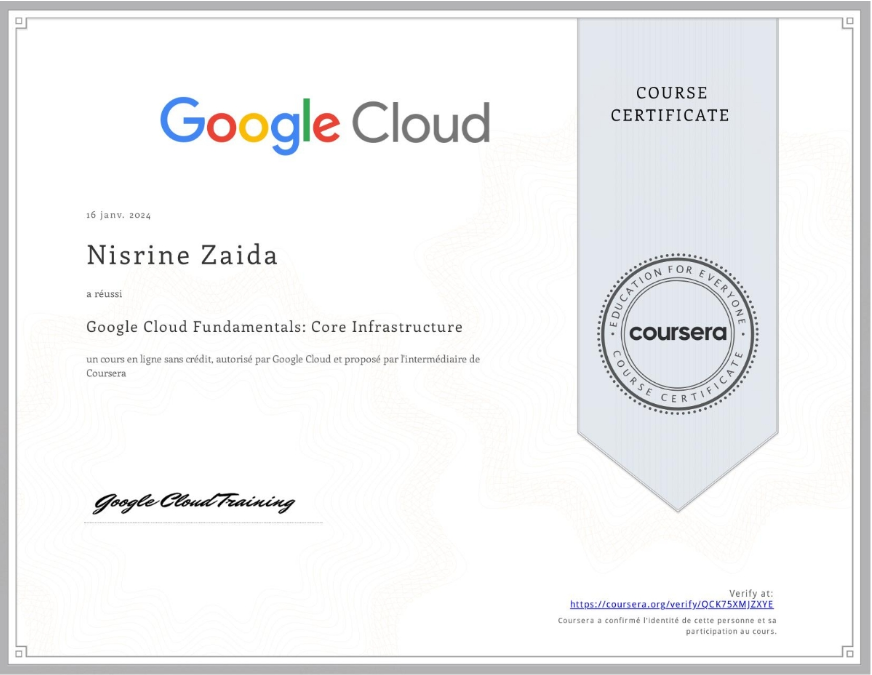 Google Cloud
COURSE
CERTIFICATE
16 janv. 2024
Nisrine Zaida
a réussi
Google Cloud Fundamentals: Core Infrastructure
un cours en ligne sans crédit, autorisé par Google Cloud et proposé par l'intermédiaire de
Coursera
EDUCATION FOR EVERYONE
coursera
COURSE CERTIFICATE
Google Cloud Training
Verify at:
https://coursera.org/verify/QCK75XMJZXYE
Coursera a confirmé l'identité de cette personne et sa
participation au cours.